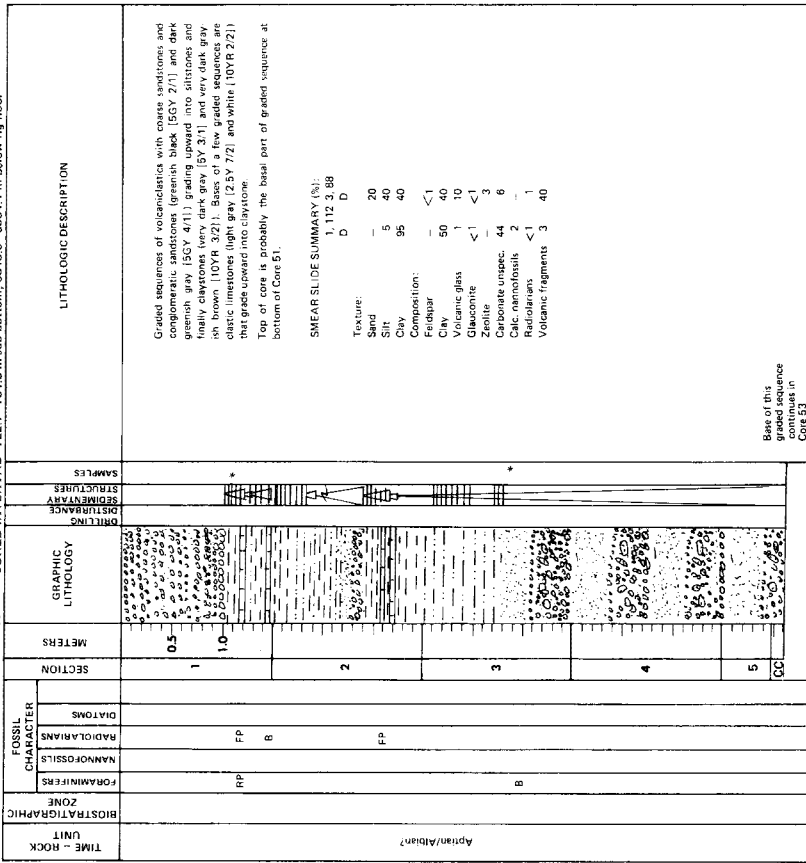 TIME – ROCK
UNIT
BIOSTRATIGRAPHIC
ZONE
FOSSIL
CHARACTER
FORAMINIFERS
NANNOFOSSILS
RADIOLARIANS
DIATOMS
SECTION
METERS
GRAPHIC
LITHOLOGY
DRILLING
DISTURBANCE
SEDIMENTARY
STRUCTURES
SAMPLES
LITHOLOGIC DESCRIPTION
Aptian/Albian?
RP
B
FP
B
FP
1
2
3
4
5
CC
0.5
1.0
*
*
Graded sequences of volcaniclastics with coarse sandstones and
conglomeratic sandstones (greenish black [5GY 2/1] and dark
greenish gray [5GY 4/1]) grading upward into siltstones and
finally claystones (very dark gray [5Y 3/1] and very dark gray-
ish brown [10YR 3/2]). Bases of a few graded sequences are
clastic limestones (light gray [2.5Y 7/2] and white [10YR 2/2])
that grade upward into claystone.
Top of core is probably the basal part of graded sequence at
bottom of Core 51.
SMEAR SLIDE SUMMARY (%):
1, 112 3, 88
D D
Texture:
Sand – 20
Silt 5 40
Clay 95 40
Composition:
Feldspar – <1
Clay 50 40
Volcanic glass 1 10
Glauconite <1 <1
Zeolite – 3
Carbonate unspec. 44 6
Calc. nannofossils 2 –
Radiolarians <1 1
Volcanic fragments 3 40
Base of this
graded sequence
continues in
Core 53